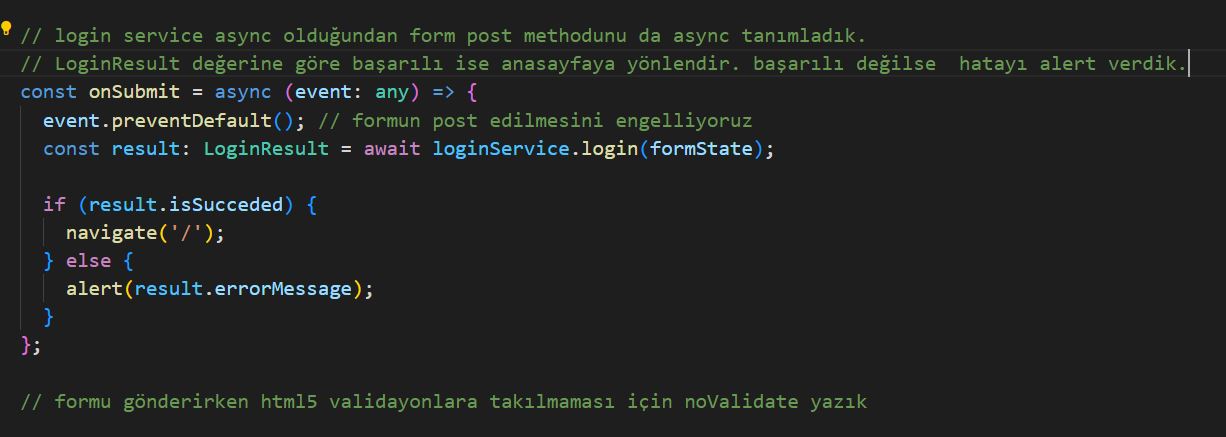 // login service async olduğundan form post methodunu da async tanımladık.
// LoginResult değerine göre başarılı ise anasayfaya yönlendir. başarılı değilse  hatayı alert verdik.
const onSubmit = async (event: any) => {
event.preventDefault(); // formun post edilmesini engelliyoruz
const result: LoginResult = await loginService.login(formState);
if (result.isSucceded) {
navigate('/');
} else {
alert(result.errorMessage);
}
};
// formu gönderirken html5 validayonlara takılmaması için noValidate yazık